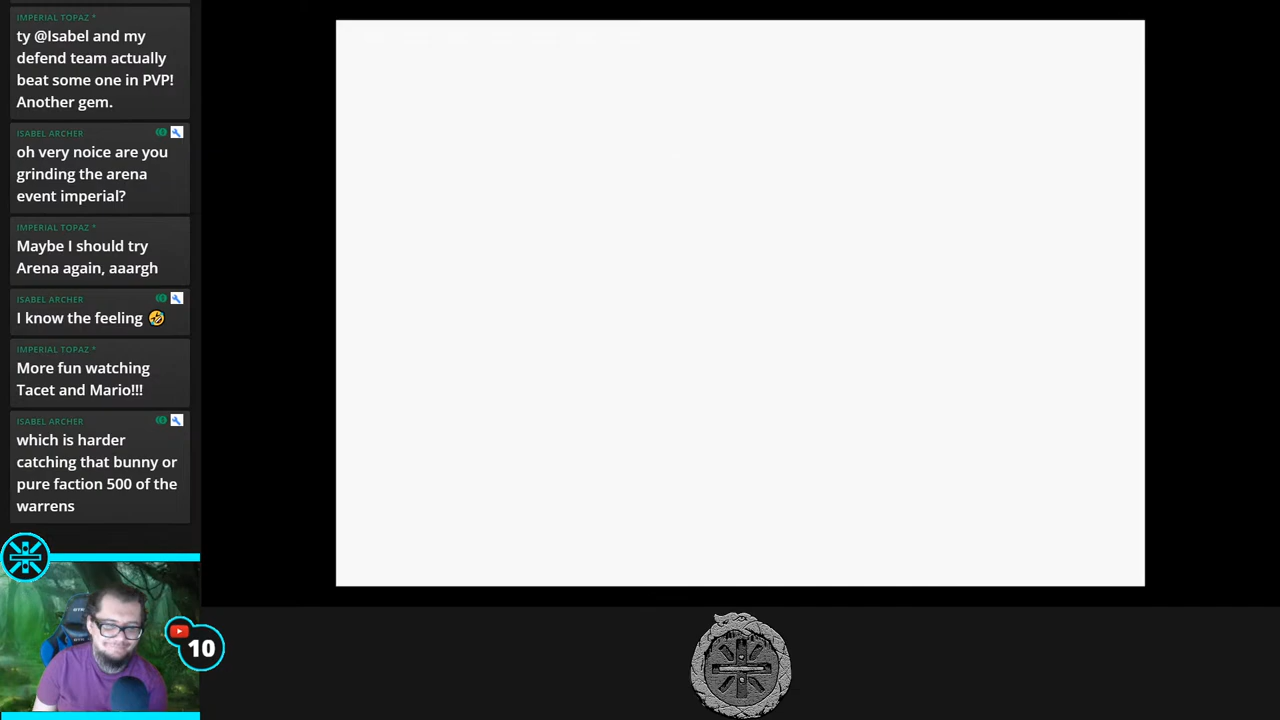 IMPERIAL TOPAZ *
ty @Isabel and my
defend team actually
beat some one in PVP!
Another gem.
ISABEL ARCHER
oh very noice are you
grinding the arena
event imperial?
IMPERIAL TOPAZ *
Maybe I should try
Arena again, aaargh
ISABEL ARCHER
I know the feeling 🤣
IMPERIAL TOPAZ *
More fun watching
Tacet and Mario!!!
ISABEL ARCHER
which is harder
catching that bunny or
pure faction 500 of the
warrens
10